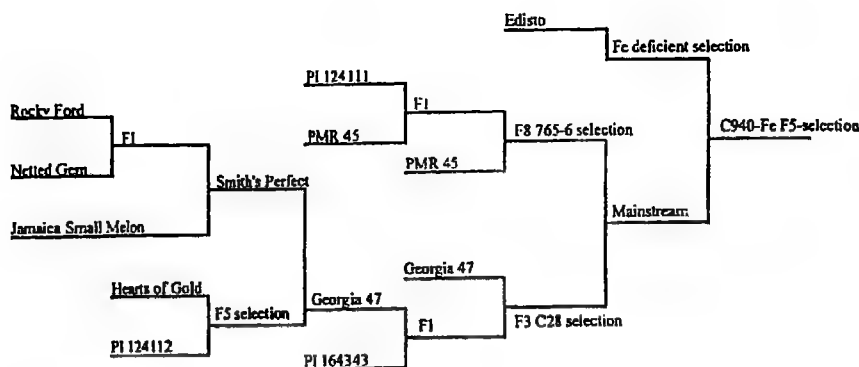 Edisto
Fe deficient selection
PI 124111
Rocky Ford
F1
F1
C940-Fe F5-selection
F8 765-6 selection
PMR 45
Netted Gem
PMR 45
Smith's Perfect
Mainstream
Jamaica Small Melon
Georgia 47
Hearts of Gold
Georgia 47
F5 selection
F3 C28 selection
F1
PI 124112
PI 164343